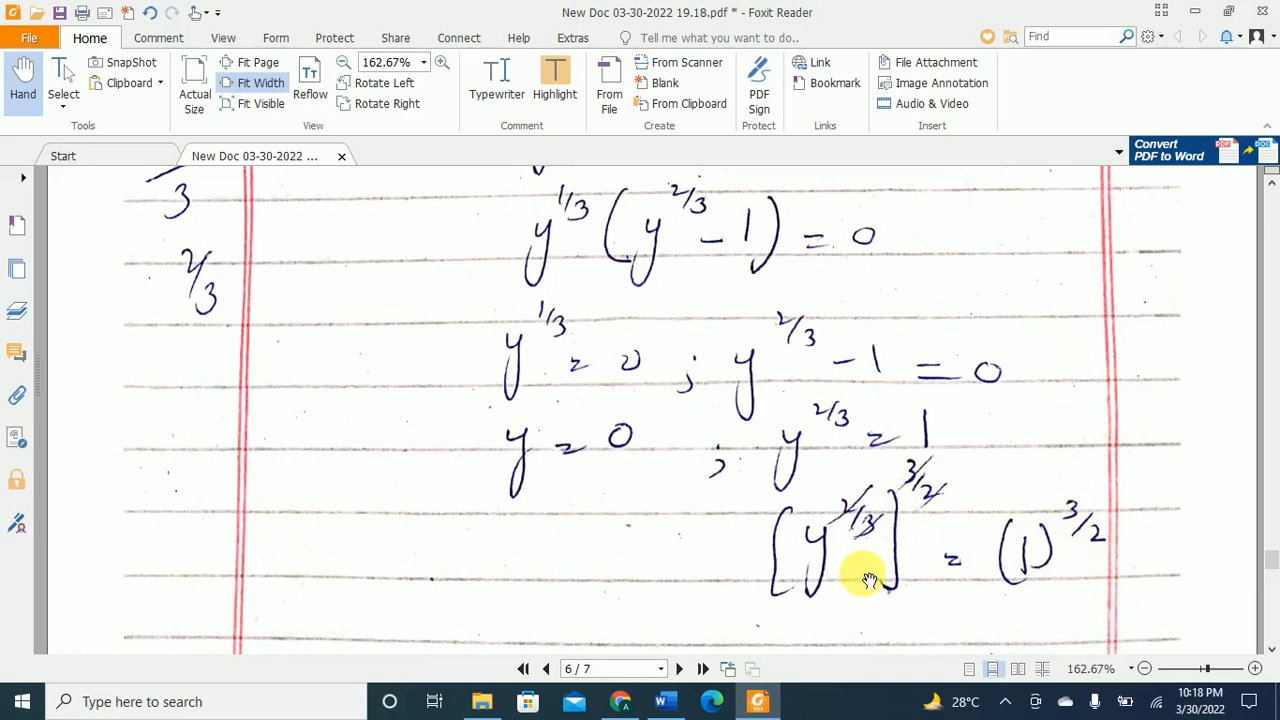 New Doc 03-30-2022 19.18.pdf * - Foxit Reader
File Home Comment View Form Protect Share Connect Help Extras Tell me what you want to do.. Find
Hand Select SnapShot Clipboard Actual Size Fit Page Fit Width Fit Visible Reflow 162.67% Rotate Left Rotate Right Typewriter Highlight From File From Scanner Blank From Clipboard PDF Sign Link Bookmark File Attachment Image Annotation Audio & Video
Tools View Comment Create Protect Links Insert
Start New Doc 03-30-2022 ... Convert PDF to Word
3
y^1/3 (y^2/3 - 1) = 0
2/3
y^1/3 = 0 ; y^2/3 - 1 = 0
y = 0 ; y^2/3 = 1
[y^2/3]^3/2 = (1)^3/2
6 / 7 162.67%
Type here to search 28°C 10:18 PM
3/30/2022